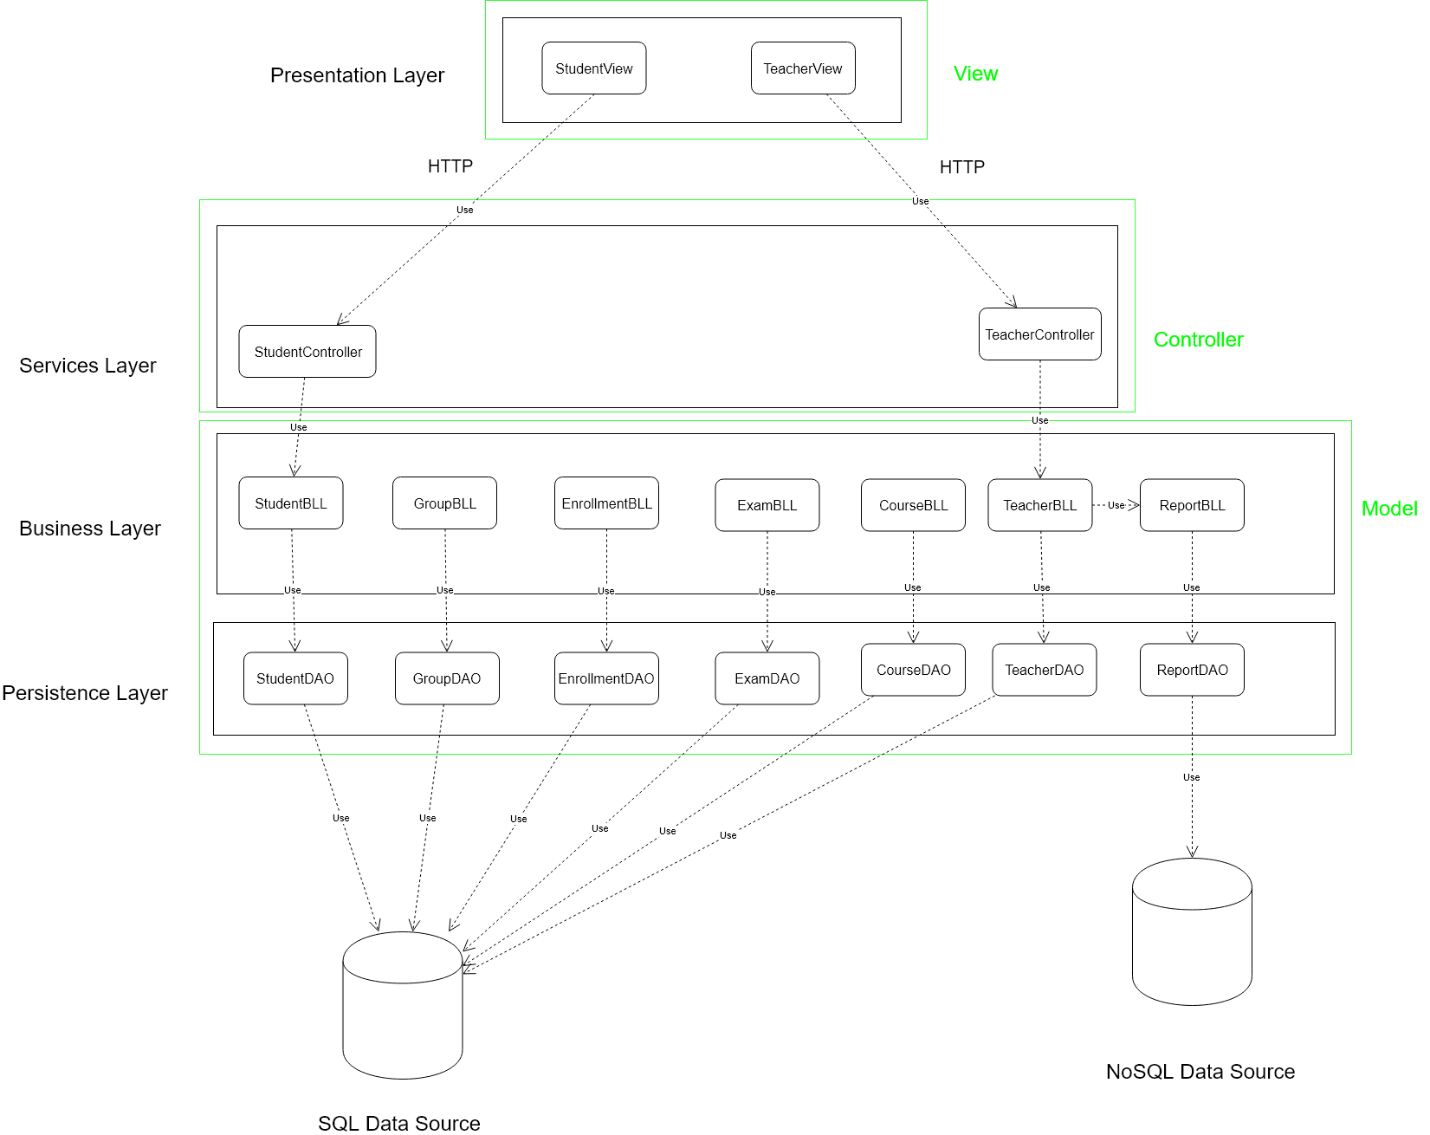 StudentView
TeacherView
Presentation Layer
View
HTTP
HTTP
Use
Use
TeacherController
Controller
StudentController
Services Layer
Use
Use
StudentBLL
GroupBLL
EnrollmentBLL
ExamBLL
CourseBLL
TeacherBLL
Use
ReportBLL
Model
Business Layer
Use
Use
Use
Use
Use
Use
Use
StudentDAO
GroupDAO
EnrollmentDAO
ExamDAO
CourseDAO
TeacherDAO
ReportDAO
Persistence Layer
Use
Use
Use
Use
Use
Use
Use
NoSQL Data Source
SQL Data Source